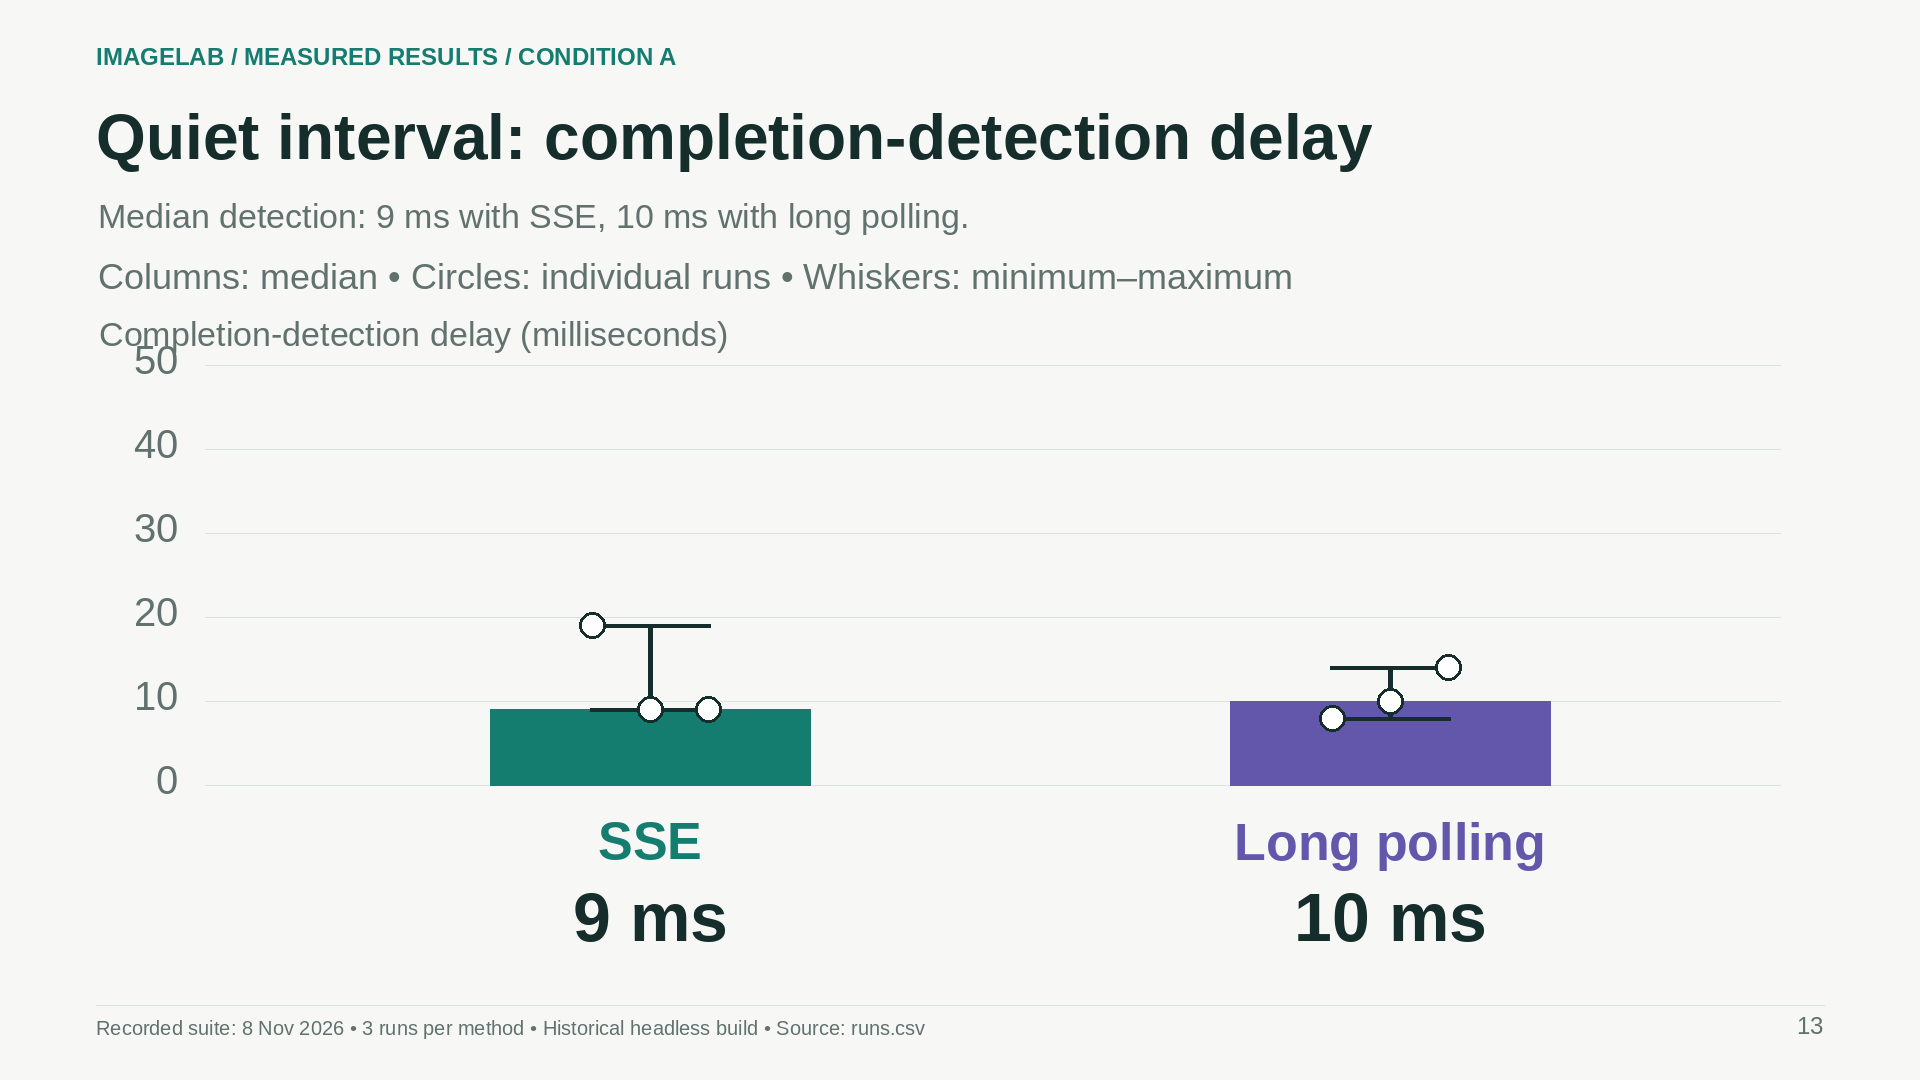 IMAGELAB / MEASURED RESULTS / CONDITION A
Quiet interval: completion-detection delay
Median detection: 9 ms with SSE, 10 ms with long polling.
Columns: median • Circles: individual runs • Whiskers: minimum–maximum
Completion-detection delay (milliseconds)
50
40
30
20
10
0
SSE
Long polling
9 ms
10 ms
Recorded suite: 8 Nov 2026 • 3 runs per method • Historical headless build • Source: runs.csv
13